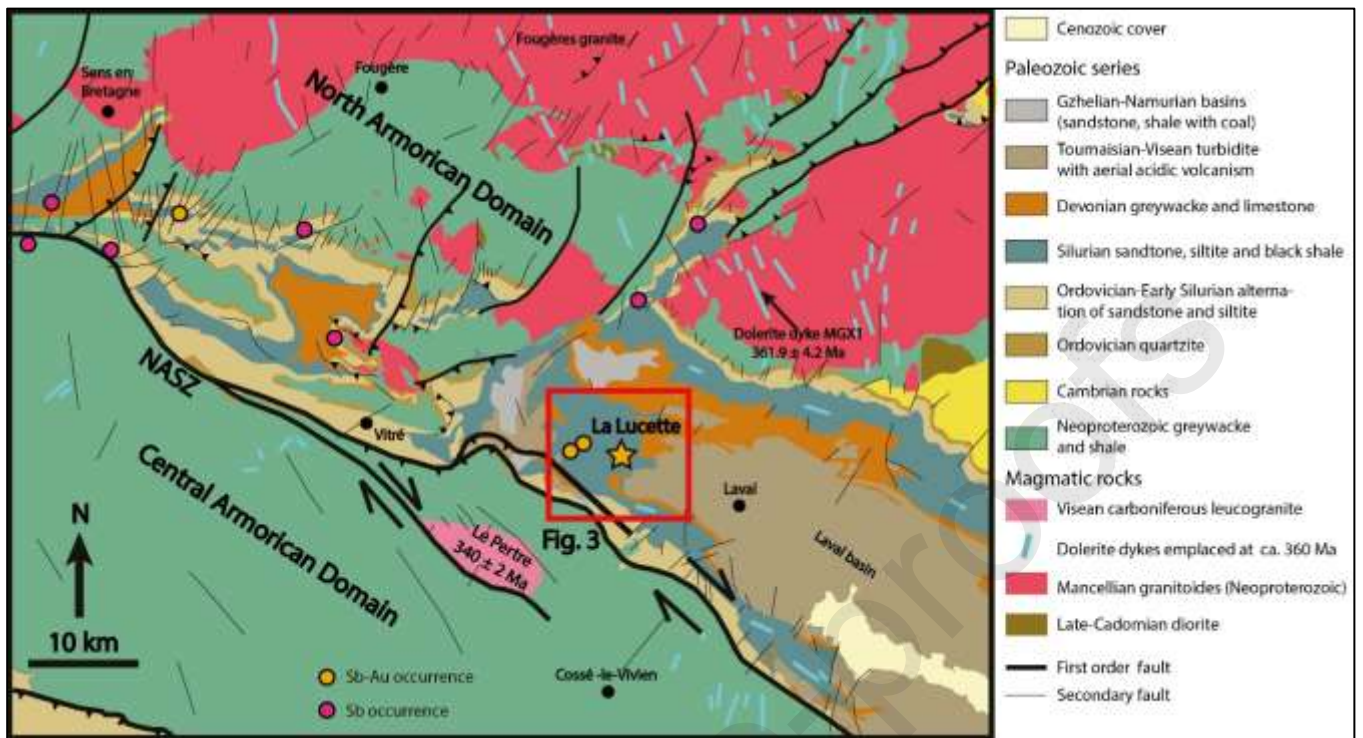 Sens en
Bretagne
Fougère
Fougères granite
North Armorican Domain
Dolerite dyke MGX1
361.9 ± 4.2 Ma
NASZ
Vitré
La Lucette
Laval
Laval basin
Fig. 3
Central Armorican Domain
Le Pertre
340 ± 2 Ma
N
10 km
Cossé-le-Vivien
Sb-Au occurrence
Sb occurrence
Cenozoic cover
Paleozoic series
Gzhelian-Namurian basins
(sandstone, shale with coal)
Tournaisian-Visean turbidite
with aerial acidic volcanism
Devonian greywacke and limestone
Silurian sandtone, siltite and black shale
Ordovician-Early Silurian alterna-
tion of sandstone and siltite
Ordovician quartzite
Cambrian rocks
Neoproterozoic greywacke
and shale
Magmatic rocks
Visean carboniferous leucogranite
Dolerite dykes emplaced at ca. 360 Ma
Mancellian granitoides (Neoproterozoic)
Late-Cadomian diorite
First order fault
Secondary fault